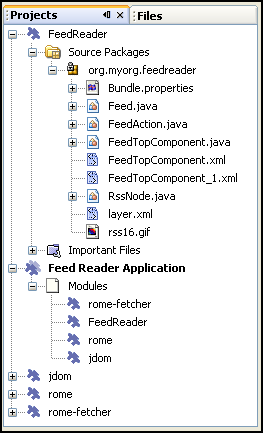 Projects
Files
FeedReader
Source Packages
org.myorg.feedreader
Bundle.properties
Feed.java
FeedAction.java
FeedTopComponent.java
FeedTopComponent.xml
FeedTopComponent_1.xml
RssNode.java
layer.xml
rss16.gif
Important Files
Feed Reader Application
Modules
rome-fetcher
FeedReader
rome
jdom
jdom
rome
rome-fetcher